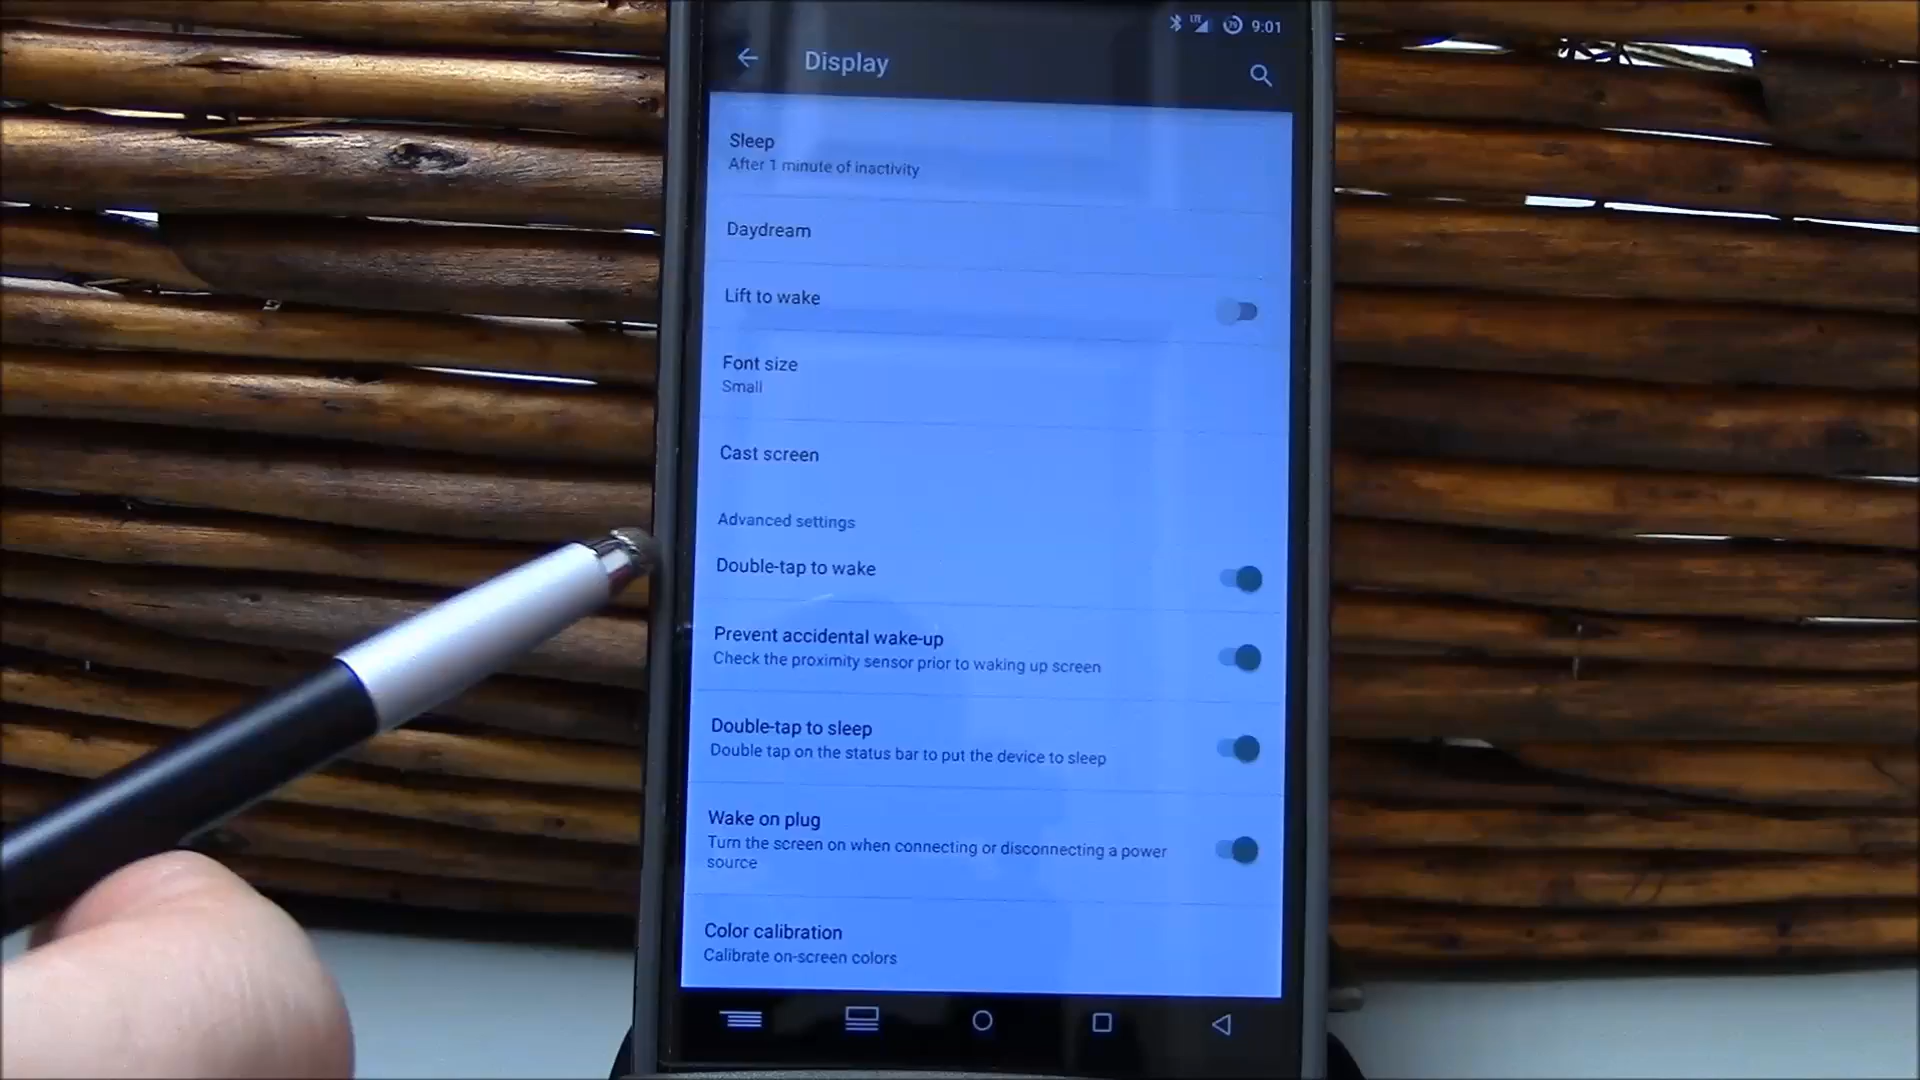 LTE 79 9:01
Display
Sleep
After 1 minute of inactivity
Daydream
Lift to wake
Font size
Small
Cast screen
Advanced settings
Double-tap to wake
Prevent accidental wake-up
Check the proximity sensor prior to waking up screen
Double-tap to sleep
Double tap on the status bar to put the device to sleep
Wake on plug
Turn the screen on when connecting or disconnecting a power
source
Color calibration
Calibrate on-screen colors